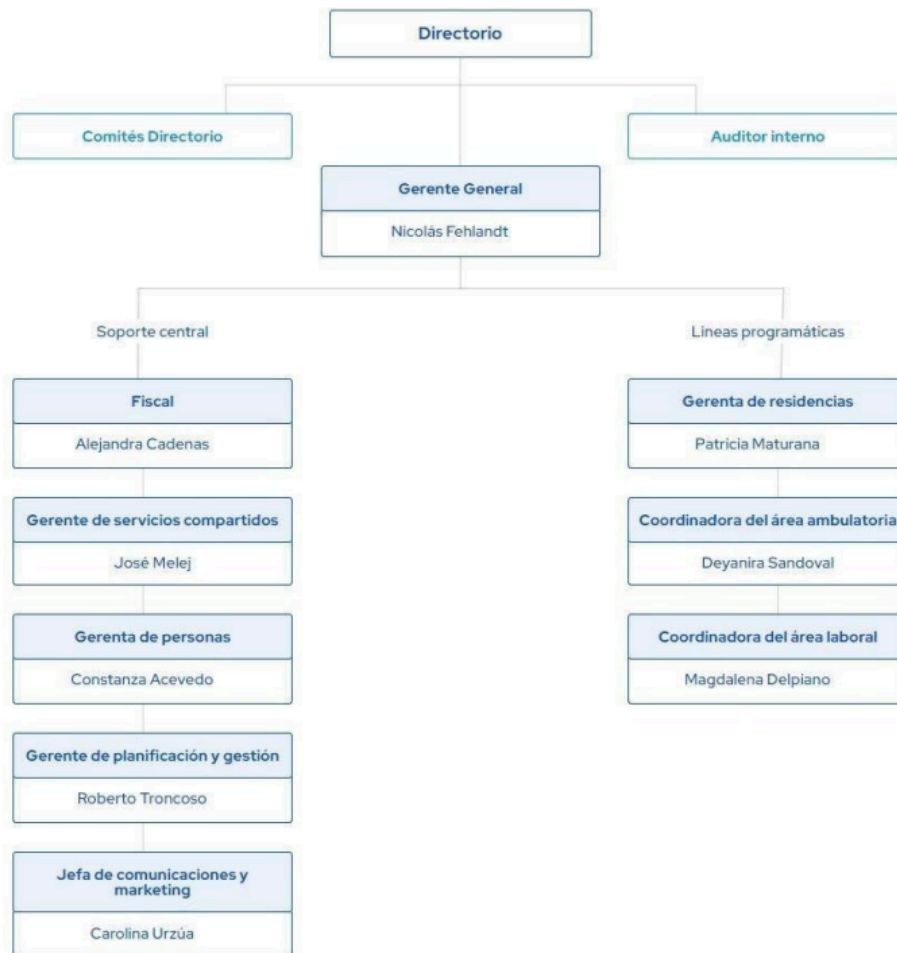 Directorio
Comités Directorio
Auditor interno
Gerente General
Nicolás Fehlandt
Soporte central
Lineas programáticas
Fiscal
Alejandra Cadenas
Gerenta de residencias
Patricia Maturana
Gerente de servicios compartidos
José Melej
Coordinadora del área ambulatoria
Deyanira Sandoval
Gerenta de personas
Constanza Acevedo
Coordinadora del área laboral
Magdalena Delpiano
Gerente de planificación y gestión
Roberto Troncoso
Jefa de comunicaciones y
marketing
Carolina Urzúa